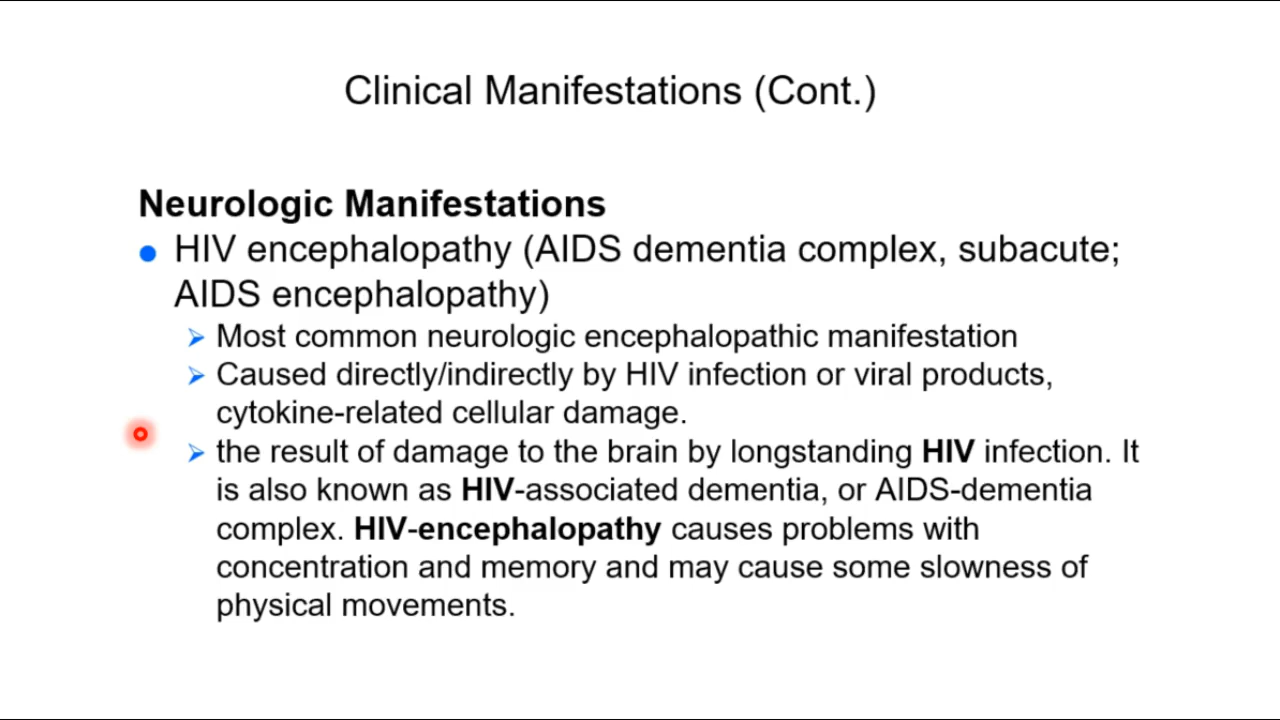 Clinical Manifestations (Cont.)
Neurologic Manifestations
HIV encephalopathy (AIDS dementia complex, subacute;
AIDS encephalopathy)
Most common neurologic encephalopathic manifestation
Caused directly/indirectly by HIV infection or viral products,
cytokine-related cellular damage.
the result of damage to the brain by longstanding HIV infection. It
is also known as HIV-associated dementia, or AIDS-dementia
complex. HIV-encephalopathy causes problems with
concentration and memory and may cause some slowness of
physical movements.